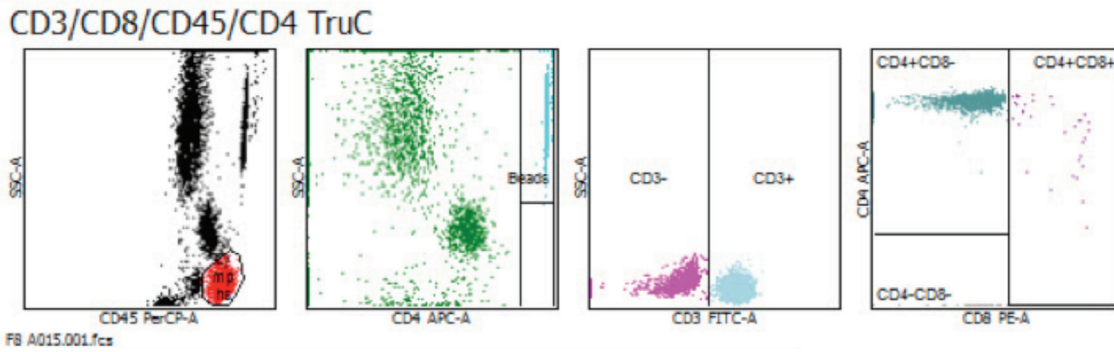 CD3/CD8/CD45/CD4 TruC
SSC-A
CD45 PerCP-A
SSC-A
Beads
CD4 APC-A
SSC-A
CD3-
CD3+
CD3 FITC-A
CD4 APC-A
CD4+CD8-
CD4+CD8+
CD4-CD8-
CD8 PE-A
F8 A015.001.fcs